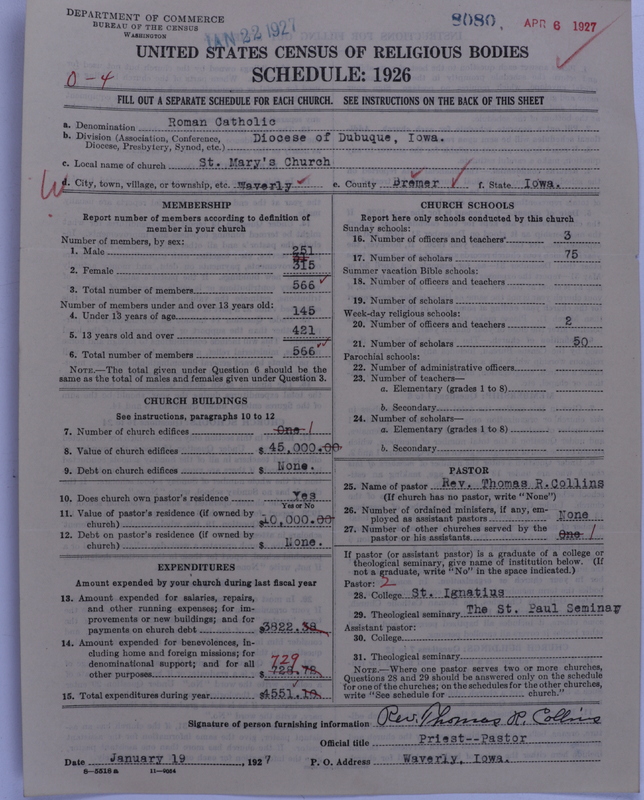 DEPARTMENT OF COMMERCE
BUREAU OF THE CENSUS
WASHINGTON
JAN 22 1927
8080.
APR 6 1927
UNITED STATES CENSUS OF RELIGIOUS BODIES
SCHEDULE: 1926
0-4
FILL OUT A SEPARATE SCHEDULE FOR EACH CHURCH. SEE INSTRUCTIONS ON THE BACK OF THIS SHEET
a. Denomination Roman Catholic
b. Division (Association, Conference, Diocese, Presbytery, Synod, etc.) Diocese of Dubuque, Iowa.
c. Local name of church St. Mary's Church
d. City, town, village, or township, etc. Waverly e. County Bremer f. State Iowa.
MEMBERSHIP
Report number of members according to definition of
member in your church
Number of members, by sex:
1. Male 251
2. Female 315
3. Total number of members 566
Number of members under and over 13 years old:
4. Under 13 years of age 145
5. 13 years old and over 421
6. Total number of members 566
NOTE.—The total given under Question 6 should be
same as the total of males and females given under Question 3.
CHURCH BUILDINGS
See instructions, paragraphs 10 to 12
7. Number of church edifices One 1
8. Value of church edifices $ 45,000.00
9. Debt on church edifices $ None.
10. Does church own pastor's residence Yes
Yes or No
11. Value of pastor's residence (if owned by
church) $10,000.00
12. Debt on pastor's residence (if owned by
church) $ None.
EXPENDITURES
Amount expended by your church during last fiscal year
13. Amount expended for salaries, repairs,
and other running expenses; for im-
provements or new buildings; and for
payments on church debt $3822.38
14. Amount expended for benevolences, in-
cluding home and foreign missions; for
denominational support; and for all
other purposes $ 728.78 729
15. Total expenditures during year $4551.16
CHURCH SCHOOLS
Report here only schools conducted by this church
Sunday schools:
16. Number of officers and teachers 3
17. Number of scholars 75
Summer vacation Bible schools:
18. Number of officers and teachers
19. Number of scholars
Week-day religious schools:
20. Number of officers and teachers 2
21. Number of scholars 50
Parochial schools:
22. Number of administrative officers
23. Number of teachers—
a. Elementary (grades 1 to 8)
b. Secondary
24. Number of scholars—
a. Elementary (grades 1 to 8)
b. Secondary
PASTOR
25. Name of pastor Rev. Thomas R. Collins
(If church has no pastor, write "None")
26. Number of ordained ministers, if any, em-
ployed as assistant pastors None
27. Number of other churches served by the
pastor or his assistants One 1
If pastor (or assistant pastor) is a graduate of a college or
theological seminary, give name of institution below. (If
not a graduate, write "No" in the space indicated.)
Pastor: 2
28. College St. Ignatius
29. Theological seminary The St. Paul Seminar
Assistant pastor:
30. College
31. Theological seminary
NOTE.—Where one pastor serves two or more churches,
Questions 28 and 29 should be answered only on the schedule
for one of the churches; on the schedules for the other churches,
write "See schedule for church."
Signature of person furnishing information Rev. Thomas R. Collins
Official title Priest--Pastor
Date January 19, 1927 P. O. Address Waverly, Iowa.
8-5518 a 11-9064